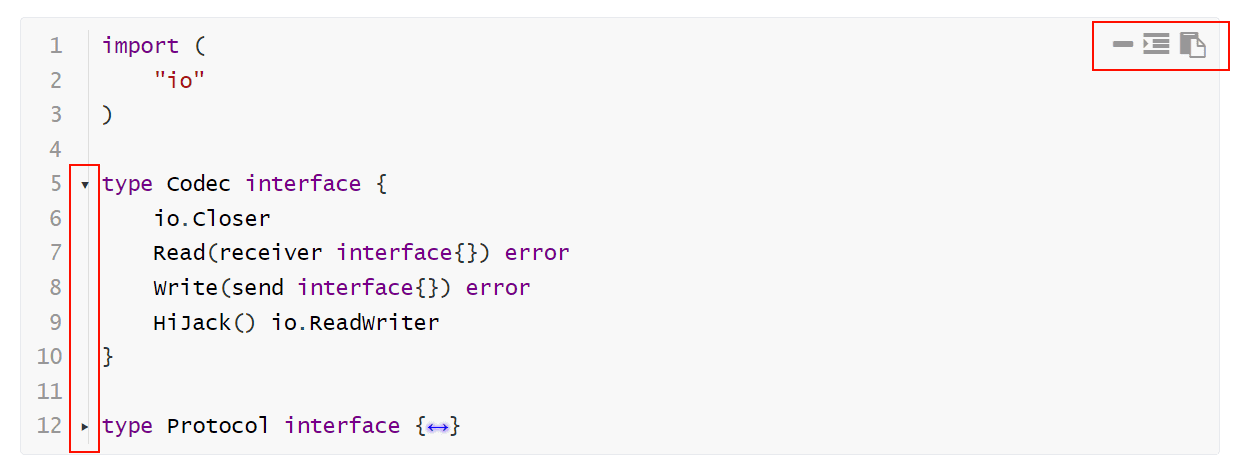 1 import (
2     "io"
3 )
4
5 type Codec interface {
6     io.Closer
7     Read(receiver interface{}) error
8     Write(send interface{}) error
9     HiJack() io.ReadWriter
10 }
11
12 type Protocol interface {↔}